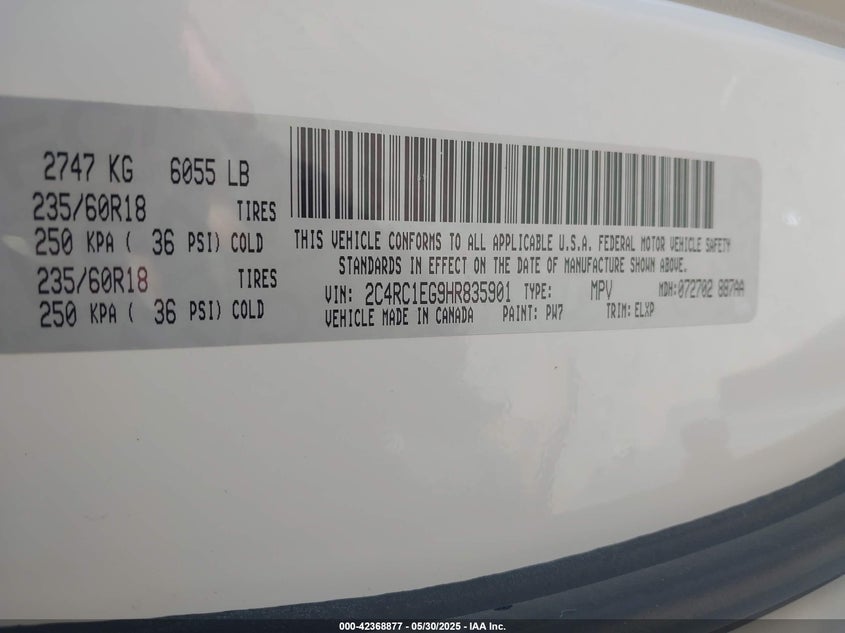 2747 KG 6055 LB
235/60R18 TIRES
250 KPA ( 36 PSI) COLD
235/60R18 TIRES
250 KPA ( 36 PSI) COLD
THIS VEHICLE CONFORMS TO ALL APPLICABLE U.S.A. FEDERAL MOTOR VEHICLE SAFETY
STANDARDS IN EFFECT ON THE DATE OF MANUFACTURE SHOWN ABOVE.
VIN: 2C4RC1EG9HR835901 TYPE: MPV MDH: 072702 887AA
VEHICLE MADE IN CANADA PAINT: PW7 TRIM: ELXP
000-42368877 - 05/30/2025 - IAA Inc.